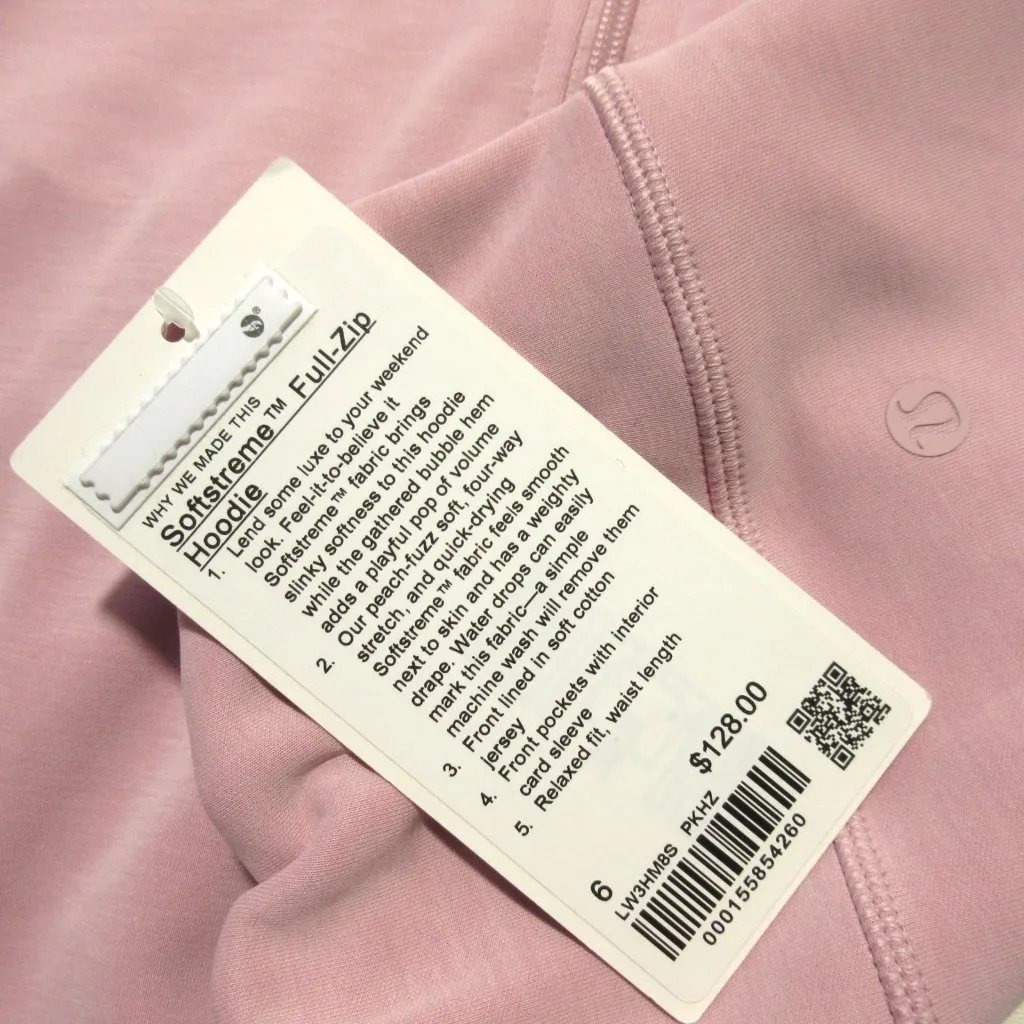 WHY WE MADE THIS
Softstreme™ Full-Zip
Hoodie
1. Lend some luxe to your weekend
look. Feel-it-to-believe it
Softstreme™ fabric brings
slinky softness to this hoodie
while the gathered bubble hem
adds a playful pop of volume
2. Our peach-fuzz soft, four-way
stretch, and quick-drying
Softstreme™ fabric feels smooth
next to skin and has a weighty
drape. Water drops can easily
mark this fabric—a simple
machine wash will remove them
3. Front lined in soft cotton
jersey
4. Front pockets with interior
card sleeve
5. Relaxed fit, waist length
$128.00
6
LW3HM8S PKHZ
000155854260